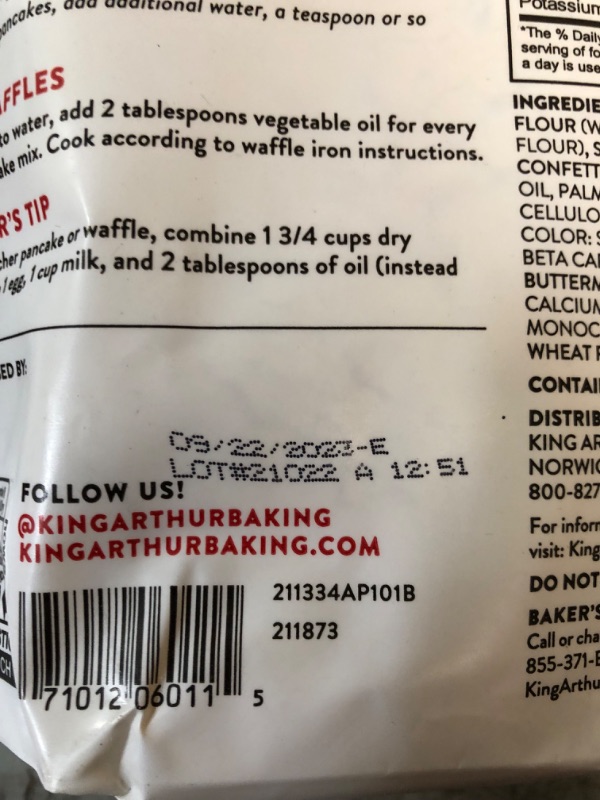 pancakes, add additional water, a teaspoon or so
WAFFLES
to water, add 2 tablespoons vegetable oil for every
mix. Cook according to waffle iron instructions.
TIP
pancake or waffle, combine 1 3/4 cups dry
1 egg, 1 cup milk, and 2 tablespoons of oil (instead
ED BY:
09/22/2023-E
LOT#21022 A 12:51
FOLLOW US!
@KINGARTHURBAKING
KINGARTHURBAKING.COM
211334AP101B
211873
71012 06011 5
Potassium
*The % Daily
serving of fo
a day is use
INGREDIE
FLOUR (W
FLOUR), S
CONFETT
OIL, PALM
CELLULO
COLOR: S
BETA CA
BUTTERM
CALCIUM
MONOC
WHEAT P
CONTAI
DISTRIB
KING AR
NORWIC
800-827
For inform
visit: King
DO NOT
BAKER'S
Call or cha
855-371-B
KingArthu